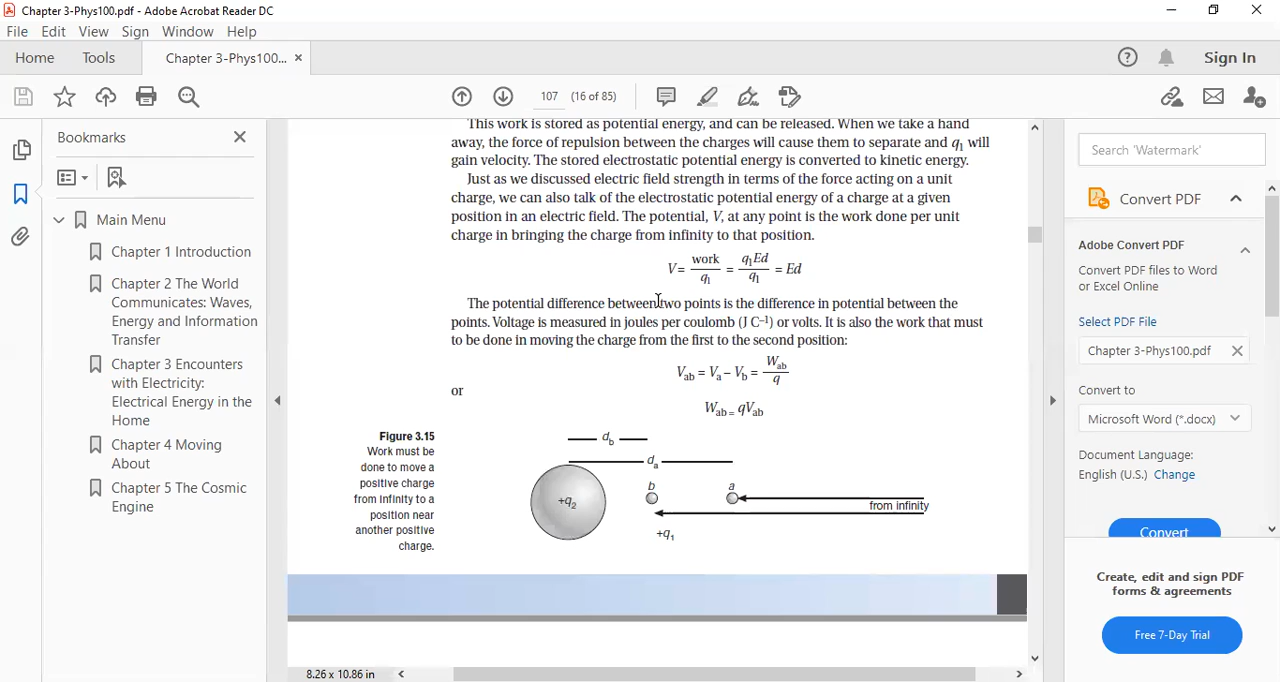 Chapter 3-Phys100.pdf - Adobe Acrobat Reader DC
File Edit View Sign Window Help
Home Tools Chapter 3-Phys100... × Sign In
107 (16 of 85)
Bookmarks
Main Menu
Chapter 1 Introduction
Chapter 2 The World
Communicates: Waves,
Energy and Information
Transfer
Chapter 3 Encounters
with Electricity:
Electrical Energy in the
Home
Chapter 4 Moving
About
Chapter 5 The Cosmic
Engine
This work is stored as potential energy, and can be released. When we take a hand
away, the force of repulsion between the charges will cause them to separate and q₁ will
gain velocity. The stored electrostatic potential energy is converted to kinetic energy.
Just as we discussed electric field strength in terms of the force acting on a unit
charge, we can also talk of the electrostatic potential energy of a charge at a given
position in an electric field. The potential, V, at any point is the work done per unit
charge in bringing the charge from infinity to that position.
V = work/q₁ = q₁Ed/q₁ = Ed
The potential difference between two points is the difference in potential between the
points. Voltage is measured in joules per coulomb (J C⁻¹) or volts. It is also the work that must
to be done in moving the charge from the first to the second position:
V_ab = V_a – V_b = W_ab/q
or
W_ab = qV_ab
Figure 3.15
Work must be
done to move a
positive charge
from infinity to a
position near
another positive
charge.
d_b
d_a
b a
+q₂
from infinity
+q₁
8.26 x 10.86 in
Search 'Watermark'
Convert PDF
Adobe Convert PDF
Convert PDF files to Word
or Excel Online
Select PDF File
Chapter 3-Phys100.pdf
Convert to
Microsoft Word (*.docx)
Document Language:
English (U.S.) Change
Convert
Create, edit and sign PDF
forms & agreements
Free 7-Day Trial